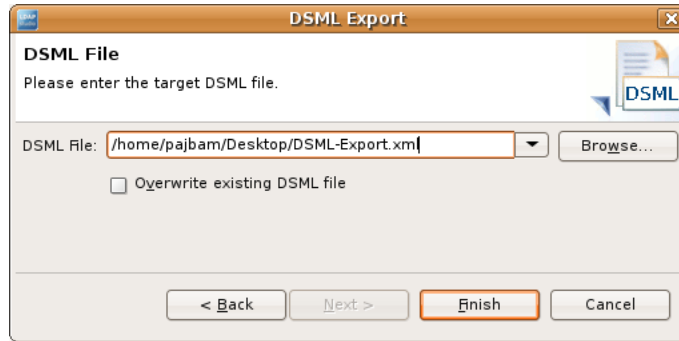 LDAP
DSML Export
DSML File
Please enter the target DSML file.
DSML
DSML File: /home/pajbam/Desktop/DSML-Export.xml Browse...
Overwrite existing DSML file
< Back Next > Finish Cancel